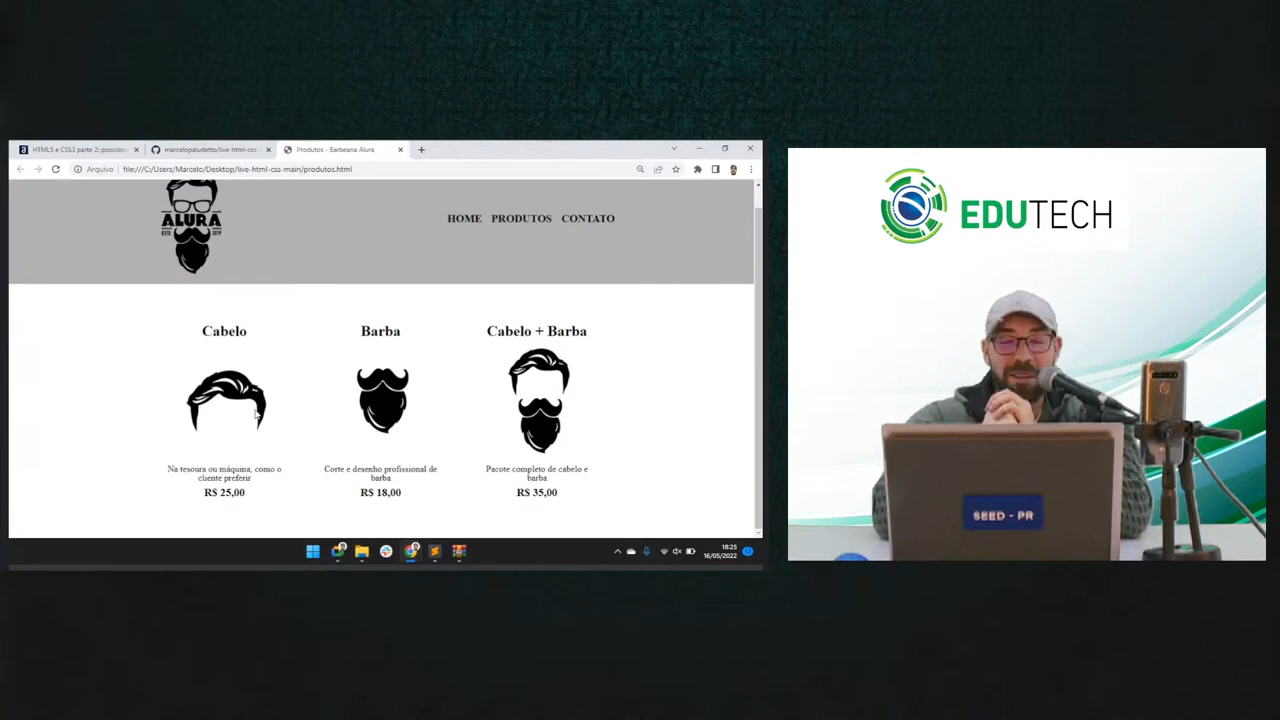 HTML5 e CSS3 parte 2: posicion
marcelopaludetto/live-html-css
Produtos - Barbearia Alura
Arquivo
file:///C:/Users/Marcelo/Desktop/live-html-css-main/produtos.html
ALURA
ESTD 2019
HOME PRODUTOS CONTATO
Cabelo
Barba
Cabelo + Barba
Na tesoura ou máquina, como o
cliente preferir
R$ 25,00
Corte e desenho profissional de
barba
R$ 18,00
Pacote completo de cabelo e
barba
R$ 35,00
18:25
16/05/2022
EDUTECH
SEED - PR